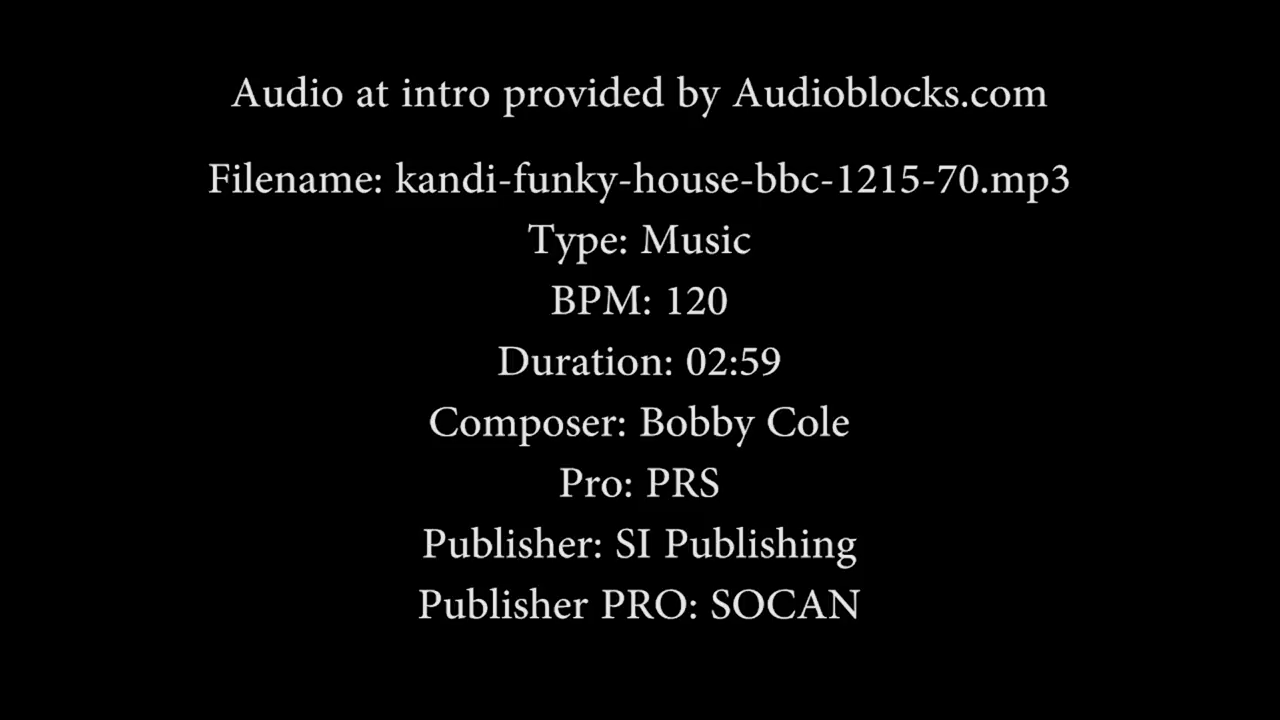 Audio at intro provided by Audioblocks.com
Filename: kandi-funky-house-bbc-1215-70.mp3
Type: Music
BPM: 120
Duration: 02:59
Composer: Bobby Cole
Pro: PRS
Publisher: SI Publishing
Publisher PRO: SOCAN